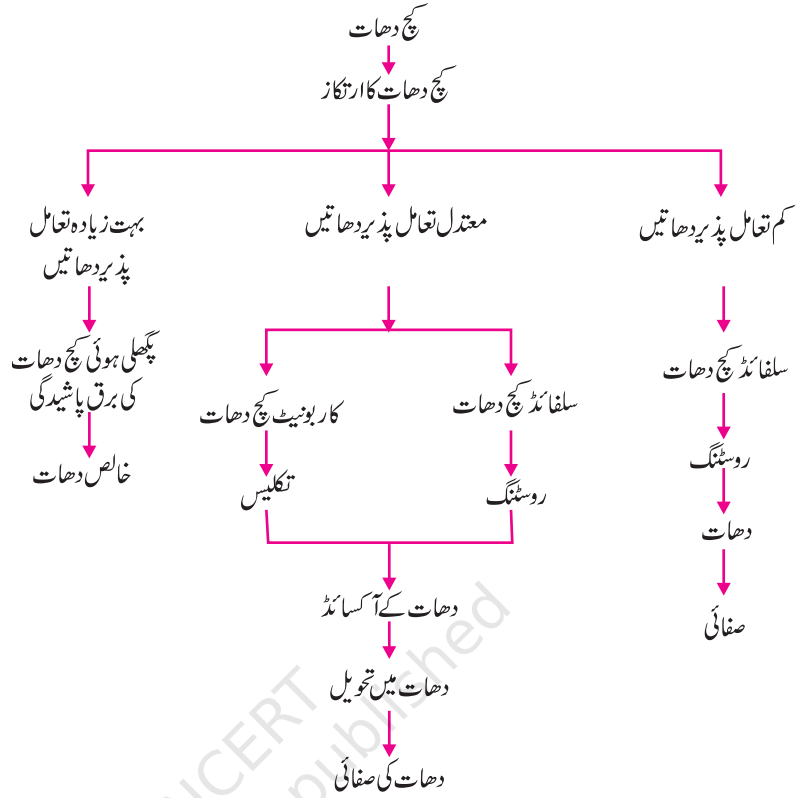 کچ دھات
کچ دھات کا ارتکاز
کم تعامل پذیر دھاتیں
معتدل تعامل پذیر دھاتیں
بہت زیادہ تعامل
پذیر دھاتیں
سلفائڈ کچ دھات
روسٹنگ
دھات
صفائی
سلفائڈ کچ دھات
روسٹنگ
کاربونیٹ کچ دھات
تکلیس
دھات کے آکسائڈ
دھات میں تحویل
دھات کی صفائی
پگھلی ہوئی کچ دھات
کی برق پاشیدگی
خالص دھات
NCERT
published